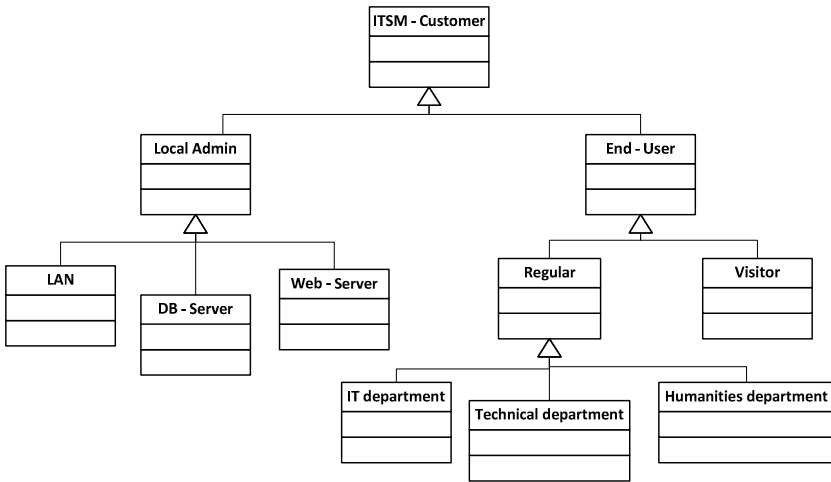 ITSM - Customer
Local Admin
End - User
LAN
DB - Server
Web - Server
Regular
Visitor
IT department
Technical department
Humanities department